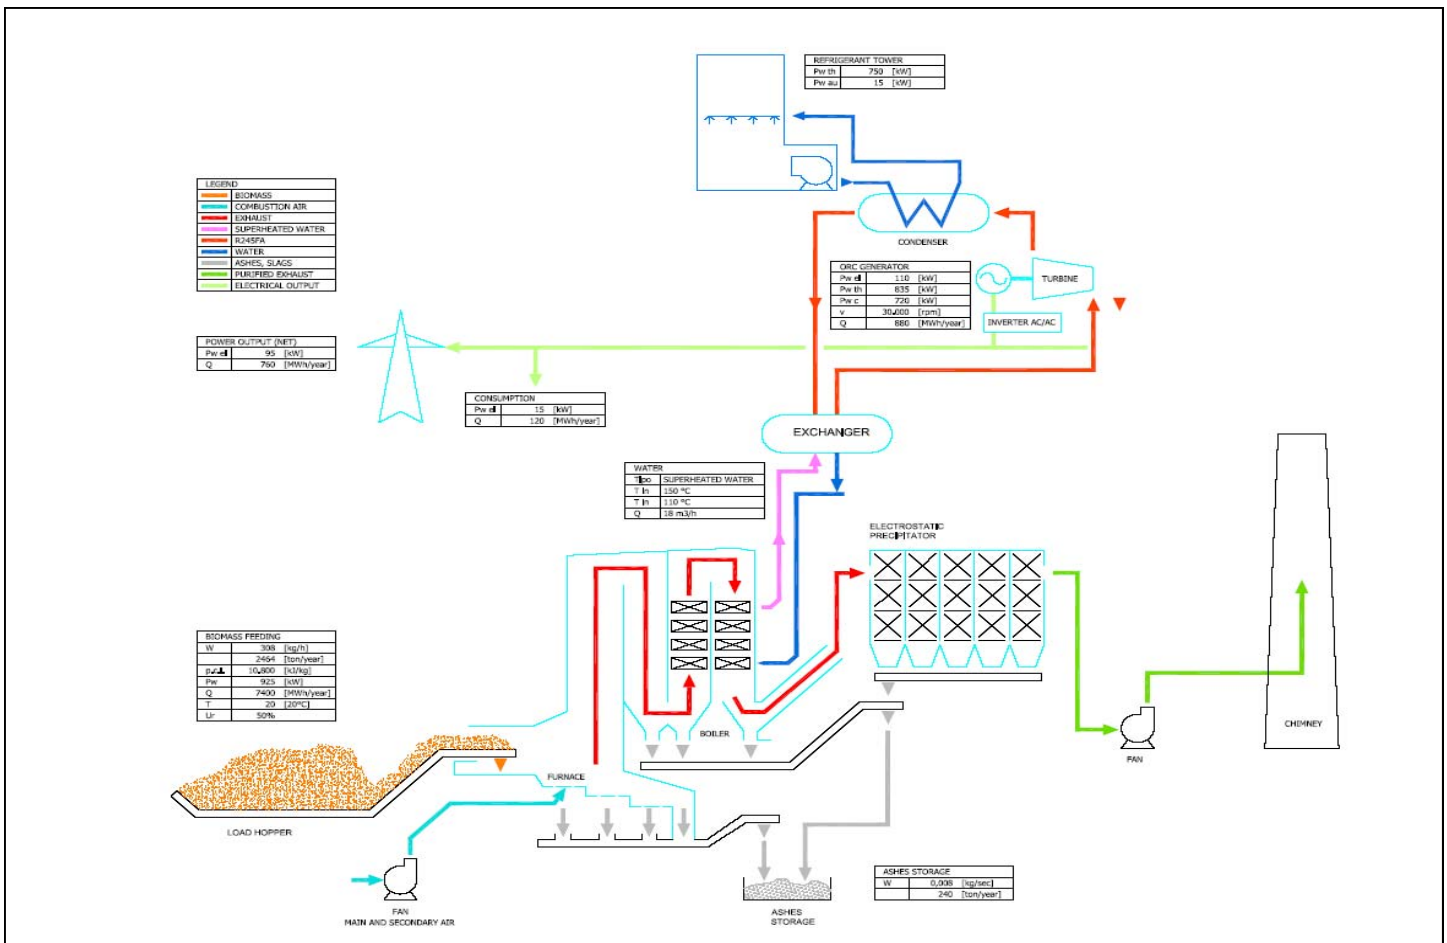 REFRIGERANT TOWER
Pw th 750 [kW]
Pw au 15 [kW]
LEGEND
BIOMASS
COMBUSTION AIR
EXHAUST
SUPERHEATED WATER
R245FA
WATER
ASHES, SLAGS
PURIFIED EXHAUST
ELECTRICAL OUTPUT
CONDENSER
ORC GENERATOR
Pw el 110 [kW]
Pw th 835 [kW]
Pw c 720 [kW]
v 30.000 [rpm]
Q 880 [MWh/year]
TURBINE
INVERTER AC/AC
POWER OUTPUT (NET)
Pw el 95 [kW]
Q 760 [MWh/year]
CONSUMPTION
Pw el 15 [kW]
Q 120 [MWh/year]
EXCHANGER
WATER
Tipo SUPERHEATED WATER
T in 150 °C
T in 110 °C
Q 18 m3/h
ELECTROSTATIC
PRECIPITATOR
BIOMASS FEEDING
W 308 [kg/h]
2464 [ton/year]
p.c.i. 10.800 [kJ/kg]
Pw 925 [kW]
Q 7400 [MWh/year]
T 20 [20°C]
Ur 50%
BOILER
CHIMNEY
FAN
FURNACE
LOAD HOPPER
FAN
MAIN AND SECONDARY AIR
ASHES
STORAGE
ASHES STORAGE
W 0,008 [kg/sec]
240 [ton/year]